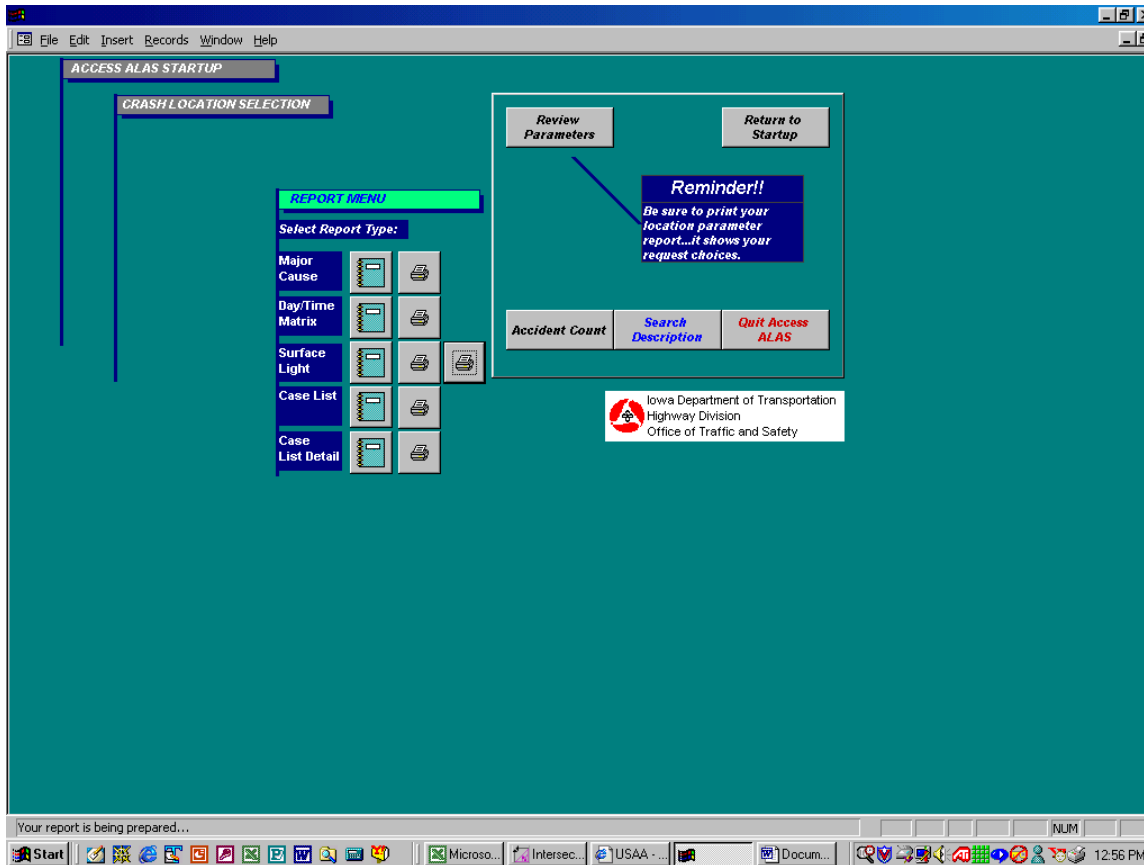 File Edit Insert Records Window Help
ACCESS ALAS STARTUP
CRASH LOCATION SELECTION
Review
Parameters
Return to
Startup
Reminder!!
Be sure to print your
location parameter
report...it shows your
request choices.
REPORT MENU
Select Report Type:
Major
Cause
Day/Time
Matrix
Surface
Light
Case List
Case
List Detail
Accident Count
Search
Description
Quit Access
ALAS
Iowa Department of Transportation
Highway Division
Office of Traffic and Safety
Your report is being prepared...
NUM
Start
Microso...
Intersec...
USAA - ...
Docum...
12:56 PM